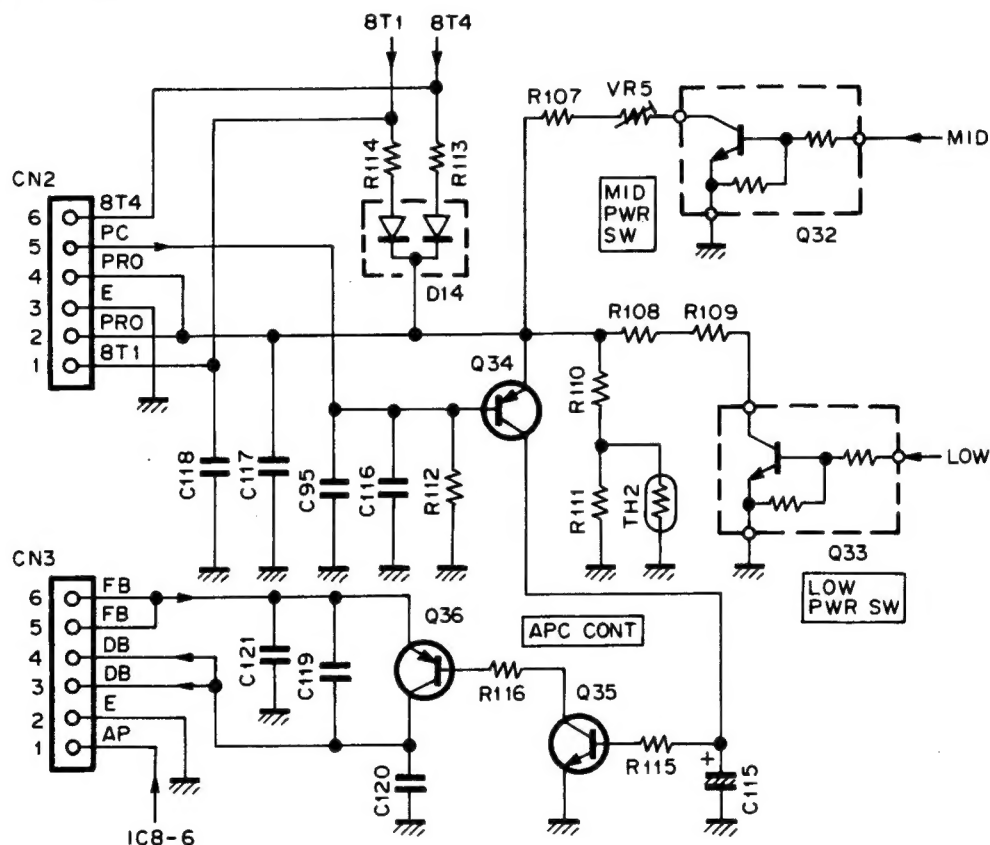 8T1 8T4
R107 VR5
MID
R114
R113
MID
PWR
SW
Q32
CN2
6 8T4
5 PC
4 PRO
3 E
2 PRO
1 8T1
D14
R108 R109
Q34
R110
C118
C117
C95
C116
R112
R111
TH2
LOW
Q33
LOW
PWR SW
CN3
6 FB
5 FB
4 DB
3 DB
2 E
1 AP
C121
C119
Q36
APC CONT
R116
Q35
R115
+
C115
C120
IC8-6